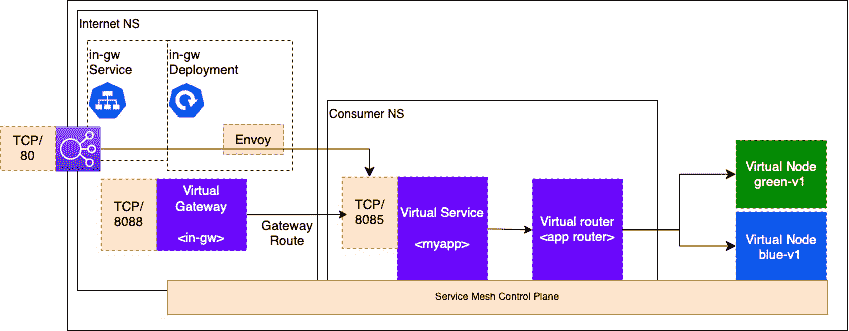 Internet NS
in-gw
Service
in-gw
Deployment
Consumer NS
TCP/
80
Envoy
TCP/
8088
Virtual
Gateway
<in-gw>
Gateway
Route
TCP/
8085
Virtual Service
<myapp>
Virtual router
<app router>
Virtual Node
green-v1
Virtual Node
blue-v1
Service Mesh Control Plane